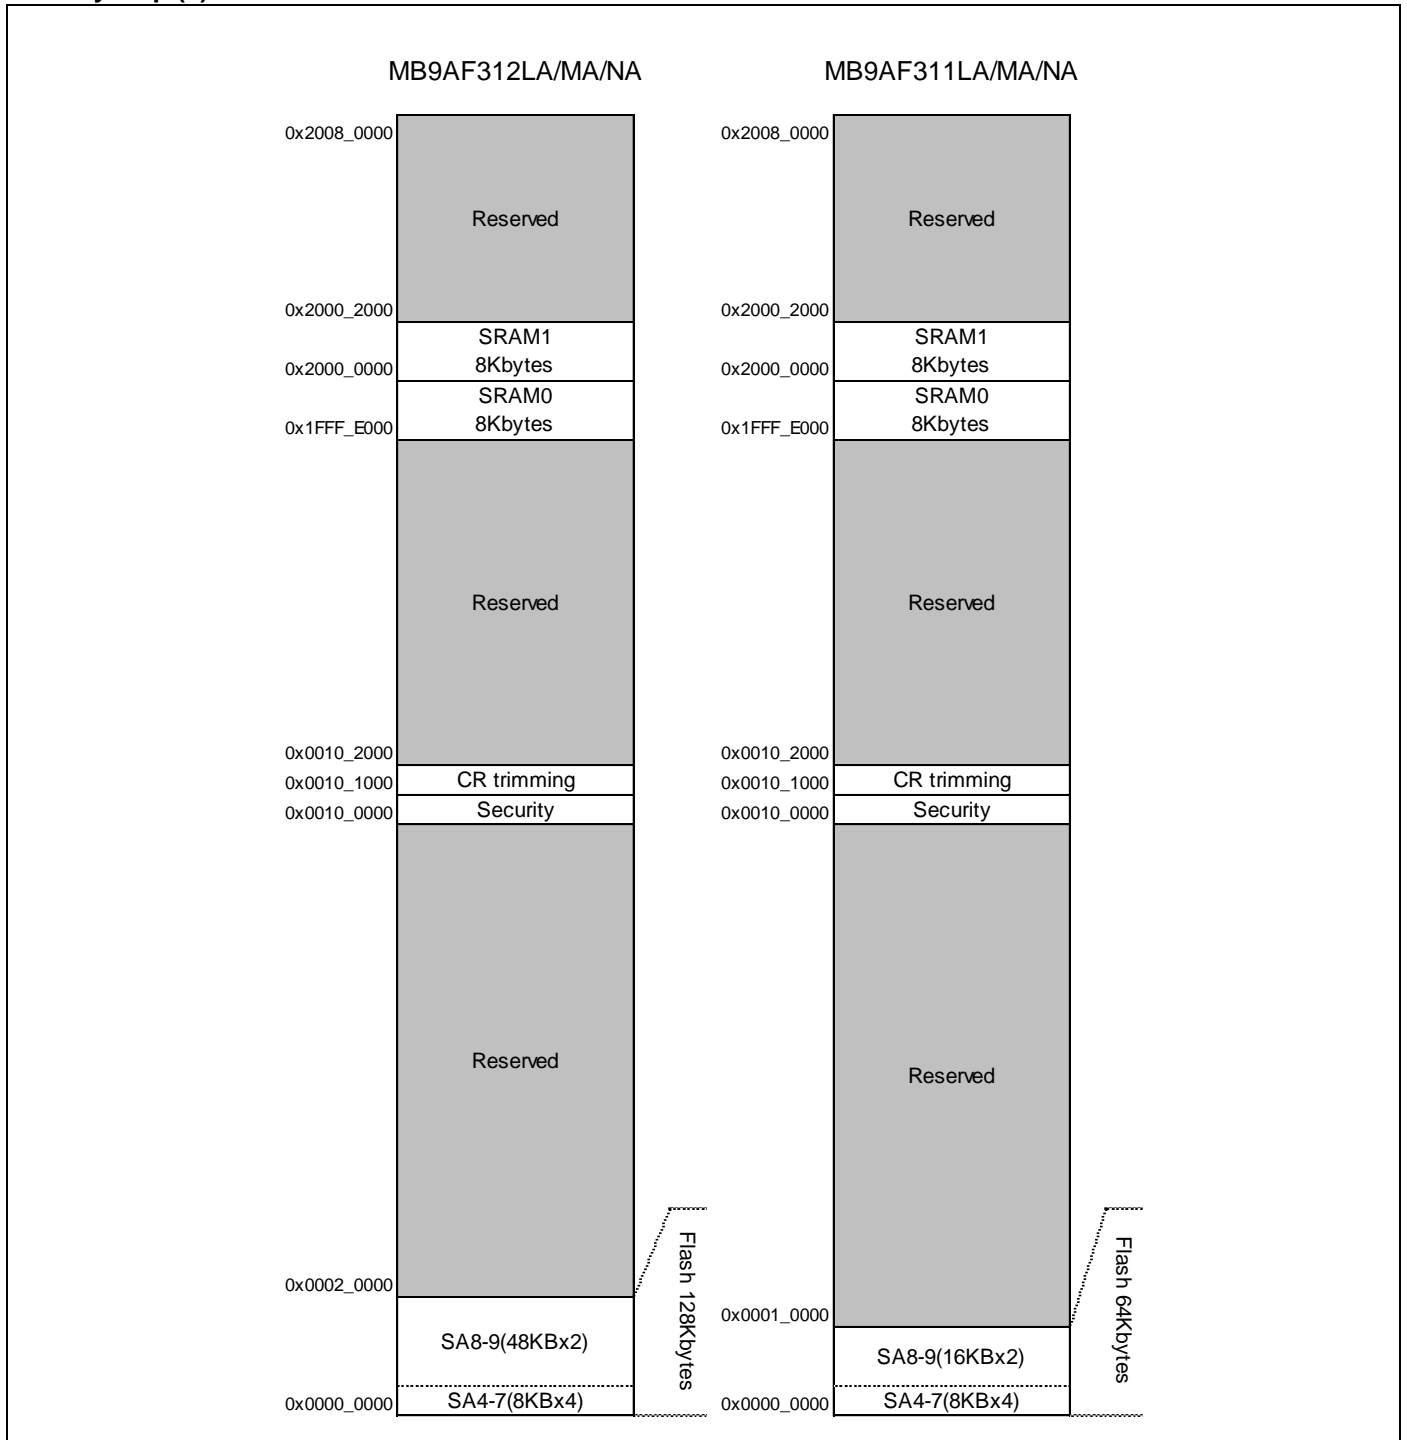 MB9AF312LA/MA/NA
0x2008_0000
Reserved
0x2000_2000
SRAM1
8Kbytes
0x2000_0000
SRAM0
8Kbytes
0x1FFF_E000
Reserved
0x0010_2000
CR trimming
0x0010_1000
Security
0x0010_0000
Reserved
0x0002_0000
SA8-9(48KBx2)
SA4-7(8KBx4)
0x0000_0000
Flash 128Kbytes
MB9AF311LA/MA/NA
0x2008_0000
Reserved
0x2000_2000
SRAM1
8Kbytes
0x2000_0000
SRAM0
8Kbytes
0x1FFF_E000
Reserved
0x0010_2000
CR trimming
0x0010_1000
Security
0x0010_0000
Reserved
0x0001_0000
SA8-9(16KBx2)
SA4-7(8KBx4)
0x0000_0000
Flash 64Kbytes